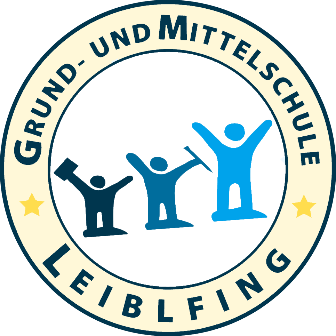 GRUND- UND MITTELSCHULE
LEIBLFING